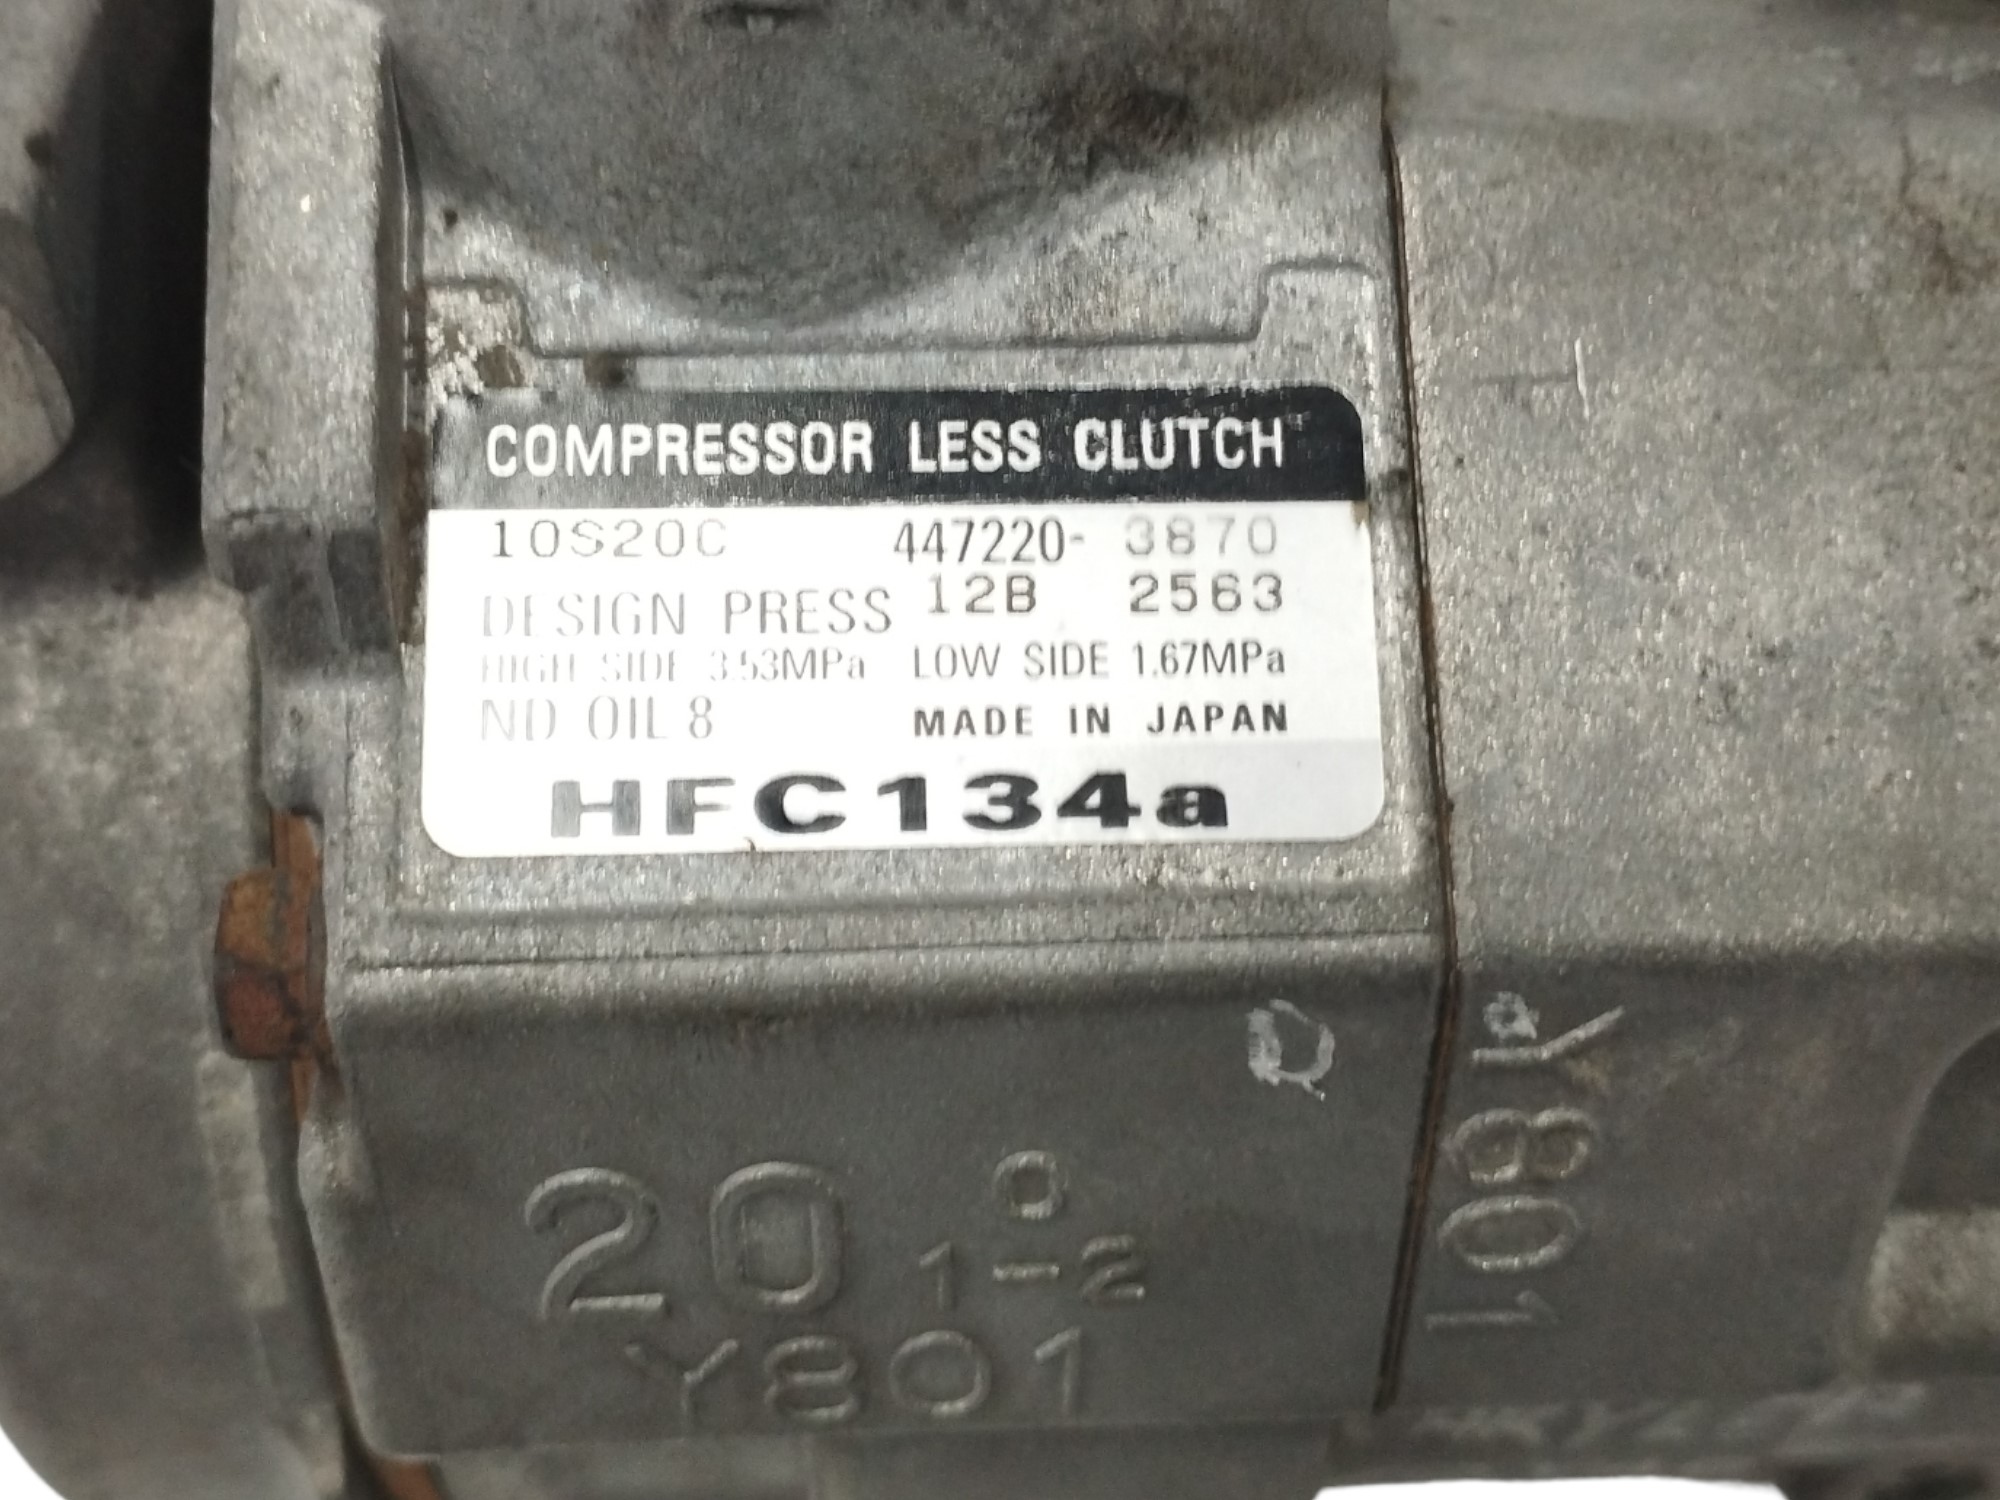 COMPRESSOR LESS CLUTCH
10S20C 447220- 3870
DESIGN PRESS 12B 2563
HIGH SIDE 3.53MPa LOW SIDE 1.67MPa
ND OIL 8 MADE IN JAPAN
HFC134a
D
20 0
1-2
Y801
Y801